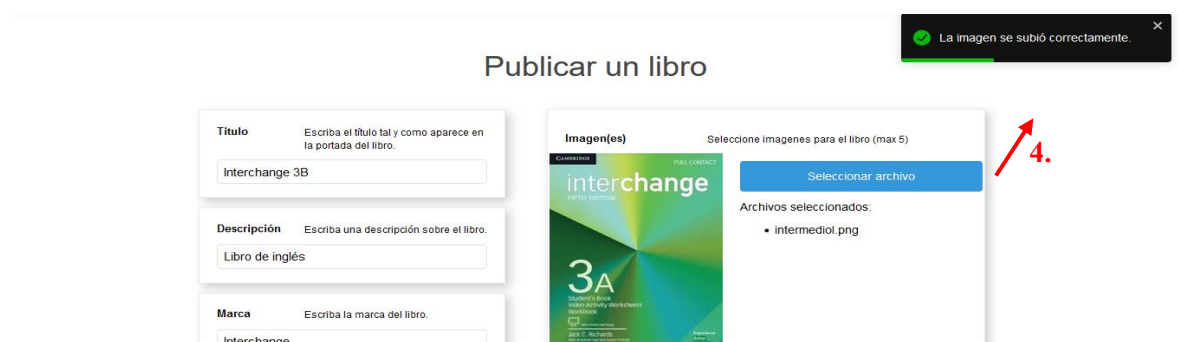 La imagen se subió correctamente.
×
Publicar un libro
Titulo
Escriba el título tal y como aparece en
la portada del libro.
Interchange 3B
Descripción
Escriba una descripción sobre el libro.
Libro de inglés
Marca
Escriba la marca del libro.
Interchange
Imagen(es)
Seleccione imagenes para el libro (max 5)
CAMBRIDGE
FULL CONTACT
interchange
FIFTH EDITION
3A
Student's Book
Video Activity Worksheets
Workbook
Jack C. Richards
Seleccionar archivo
Archivos seleccionados:
• intermediol.png
4.